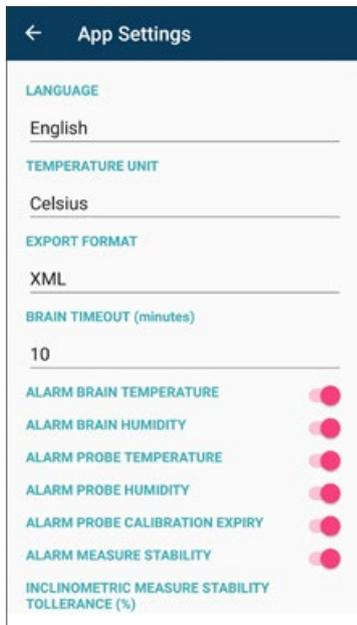 App Settings
LANGUAGE
English
TEMPERATURE UNIT
Celsius
EXPORT FORMAT
XML
BRAIN TIMEOUT (minutes)
10
ALARM BRAIN TEMPERATURE
ALARM BRAIN HUMIDITY
ALARM PROBE TEMPERATURE
ALARM PROBE HUMIDITY
ALARM PROBE CALIBRATION EXPIRY
ALARM MEASURE STABILITY
INCLINOMETRIC MEASURE STABILITY
TOLLERANCE (%)